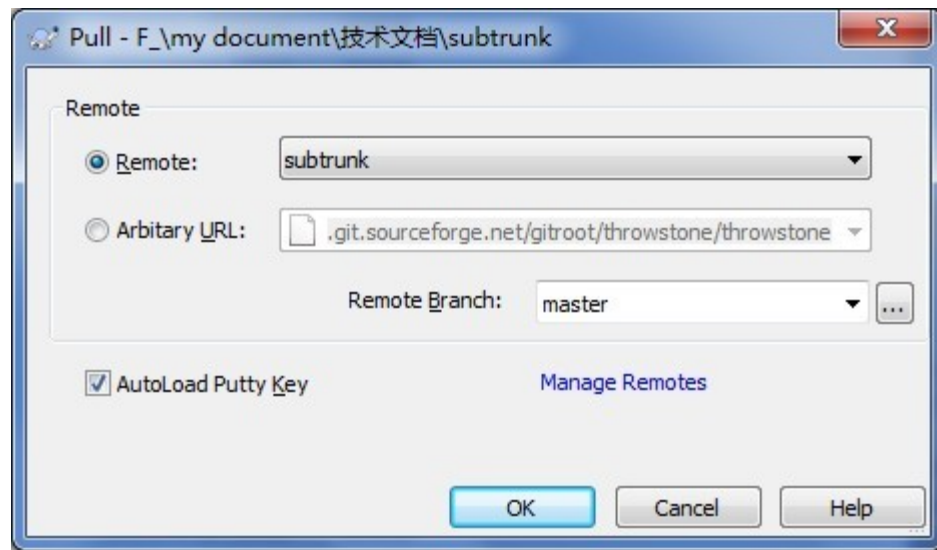 Pull - F_\my document\技术文档\subtrunk
Remote
Remote:
subtrunk
Arbitary URL:
.git.sourceforge.net/gitroot/throwstone/throwstone
Remote Branch:
master
...
AutoLoad Putty Key
Manage Remotes
OK
Cancel
Help